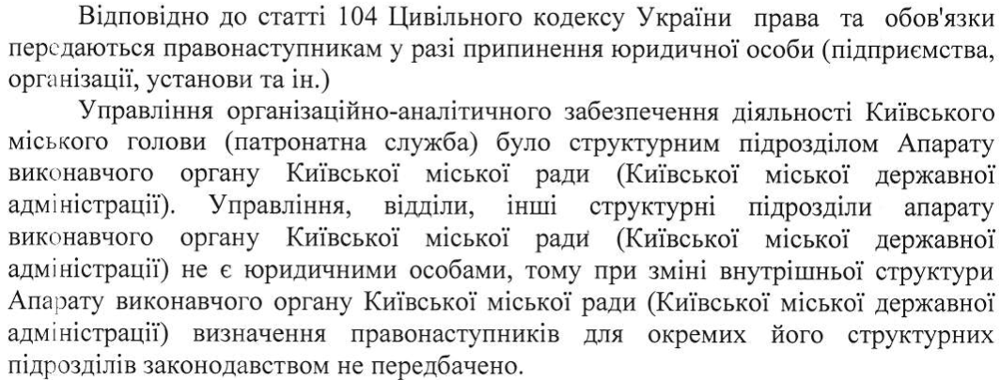 Відповідно до статті 104 Цивільного кодексу України права та обов'язки
передаються правонаступникам у разі припинення юридичної особи (підприємства,
організації, установи та ін.)
Управління організаційно-аналітичного забезпечення діяльності Київського
міського голови (патронатна служба) було структурним підрозділом Апарату
виконавчого органу Київської міської ради (Київської міської державної
адміністрації). Управління, відділи, інші структурні підрозділи апарату
виконавчого органу Київської міської ради (Київської міської державної
адміністрації) не є юридичними особами, тому при зміні внутрішньої структури
Апарату виконавчого органу Київської міської ради (Київської міської державної
адміністрації) визначення правонаступників для окремих його структурних
підрозділів законодавством не передбачено.